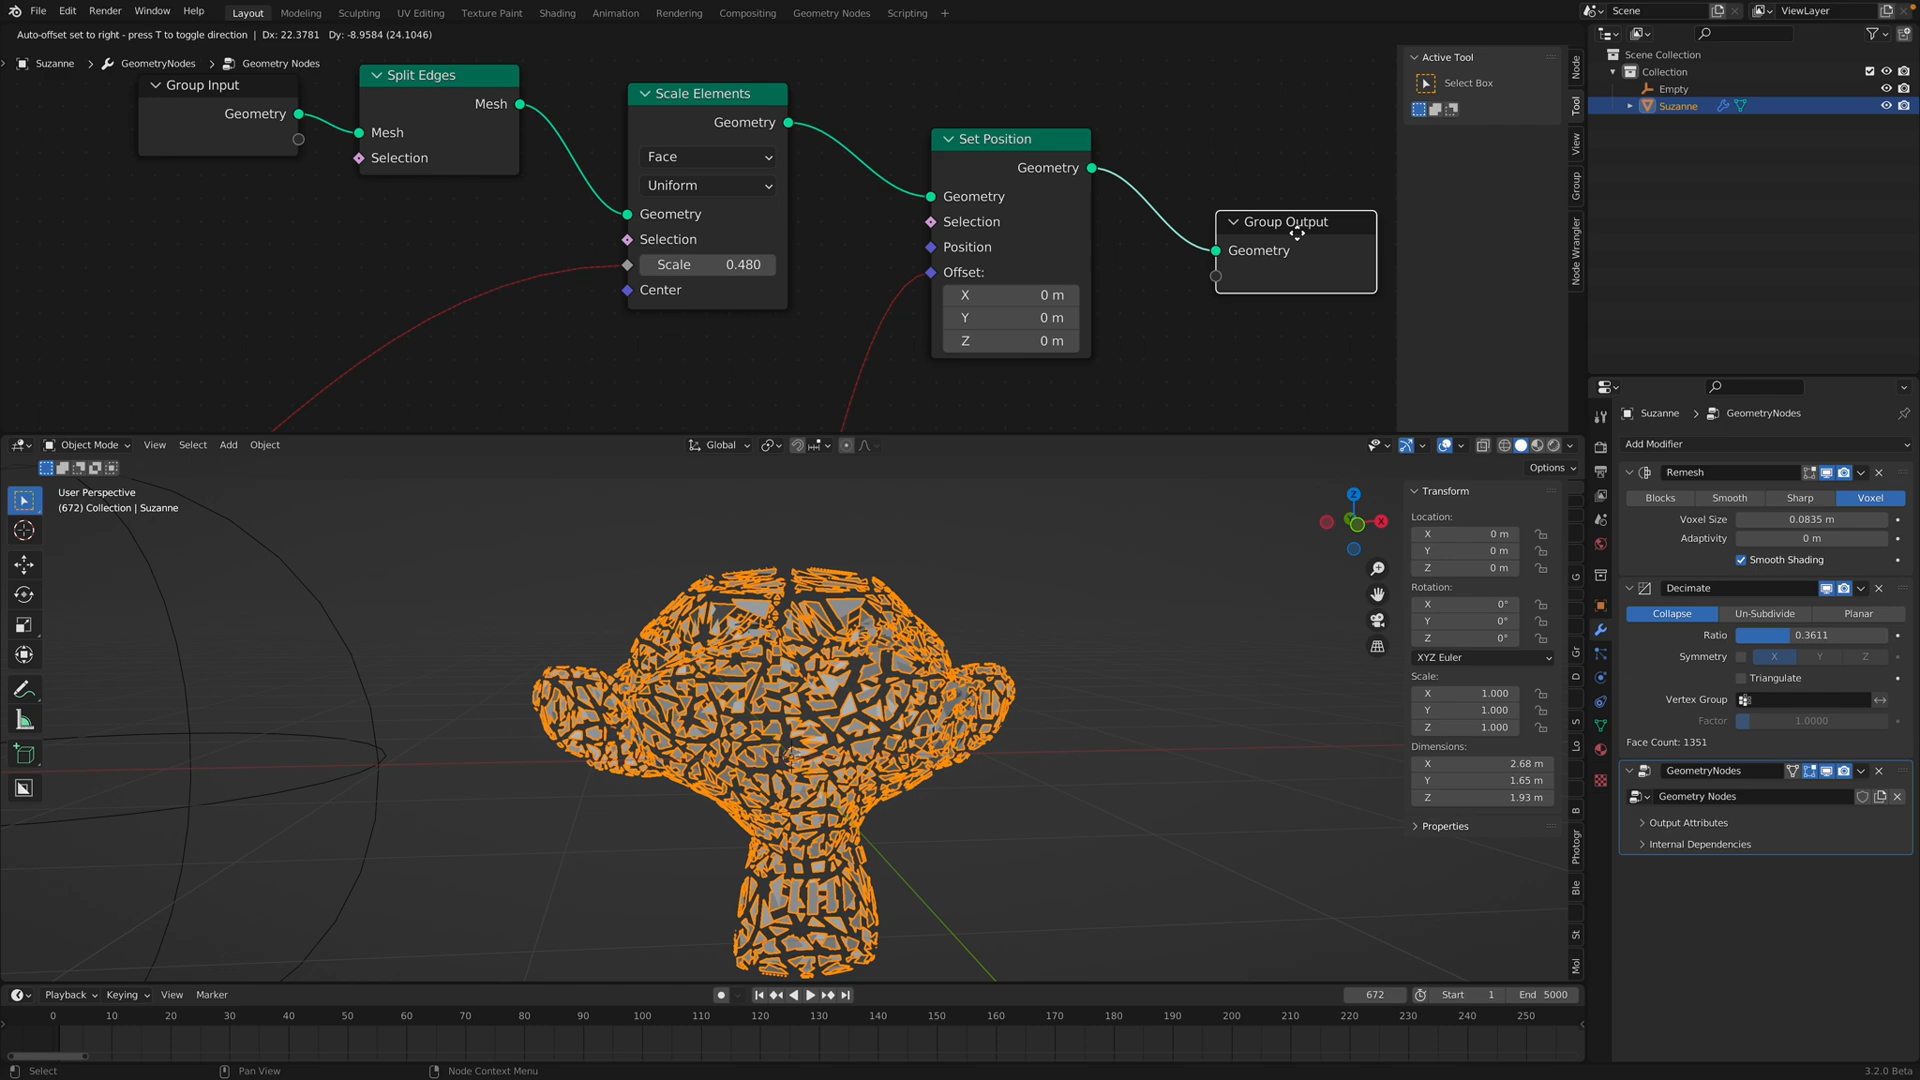 File Edit Render Window Help Layout Modeling Sculpting UV Editing Texture Paint Shading Animation Rendering Compositing Geometry Nodes Scripting + Scene ViewLayer
Auto-offset set to right - press T to toggle direction | Dx: 22.3781 Dy: -8.9584 (24.1046)
Suzanne > GeometryNodes > Geometry Nodes
Group Input
Geometry
Split Edges
Mesh
Mesh
Selection
Scale Elements
Geometry
Face
Uniform
Geometry
Selection
Scale 0.480
Center
Set Position
Geometry
Geometry
Selection
Position
Offset:
X 0 m
Y 0 m
Z 0 m
Group Output
Geometry
Active Tool
Select Box
Node
Tool
View
Group
Node Wrangler
Scene Collection
Collection
Empty
Suzanne
Object Mode View Select Add Object Global
Options
User Perspective
(672) Collection | Suzanne
Z
X
Transform
Location:
X 0 m
Y 0 m
Z 0 m
Rotation:
X 0°
Y 0°
Z 0°
XYZ Euler
Scale:
X 1.000
Y 1.000
Z 1.000
Dimensions:
X 2.68 m
Y 1.65 m
Z 1.93 m
Properties
G
Gr
D
S
Lo
B
Photogr
Ble
St
Mol
Suzanne > GeometryNodes
Add Modifier
Remesh
Blocks Smooth Sharp Voxel
Voxel Size 0.0835 m
Adaptivity 0 m
Smooth Shading
Decimate
Collapse Un-Subdivide Planar
Ratio 0.3611
Symmetry X Y Z
Triangulate
Vertex Group
Factor 1.0000
Face Count: 1351
GeometryNodes
Geometry Nodes
Output Attributes
Internal Dependencies
Playback Keying View Marker 672 Start 1 End 5000
0 10 20 30 40 50 60 70 80 90 100 110 120 130 140 150 160 170 180 190 200 210 220 230 240 250
Select Pan View Node Context Menu 3.2.0 Beta